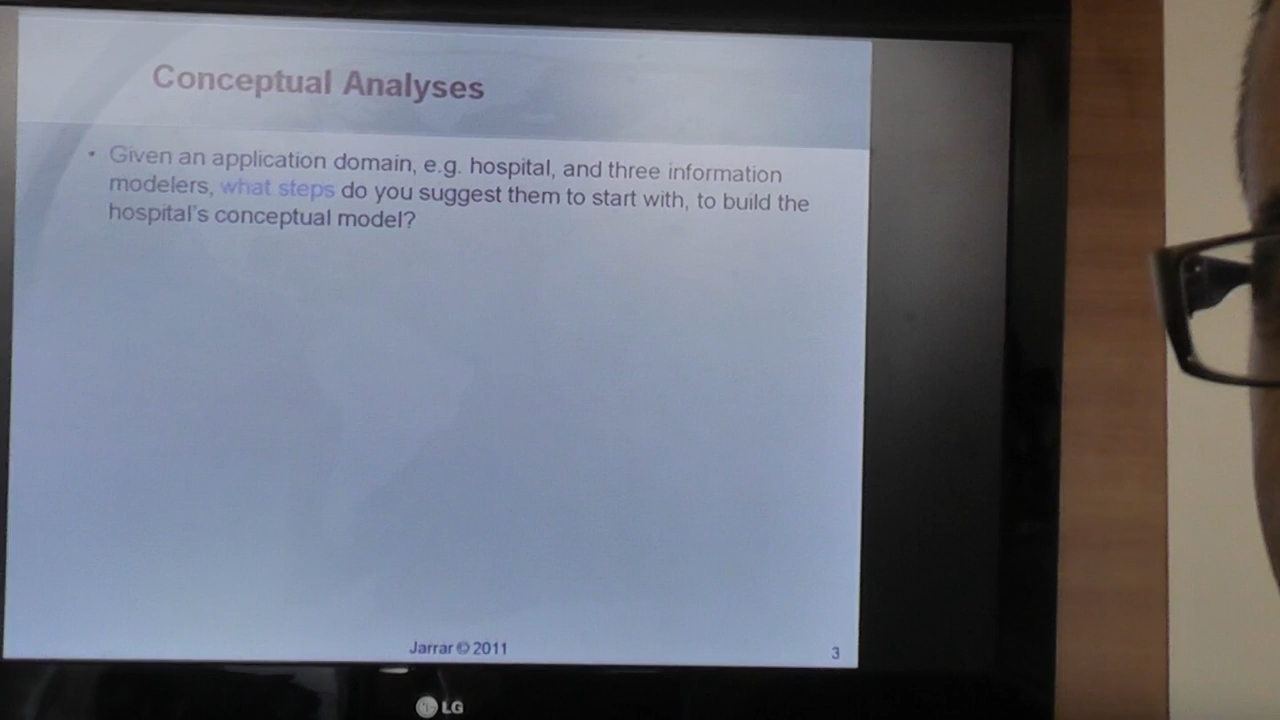 Conceptual Analyses
• Given an application domain, e.g. hospital, and three information
modelers, what steps do you suggest them to start with, to build the
hospital's conceptual model?
Jarrar © 2011
3
LG